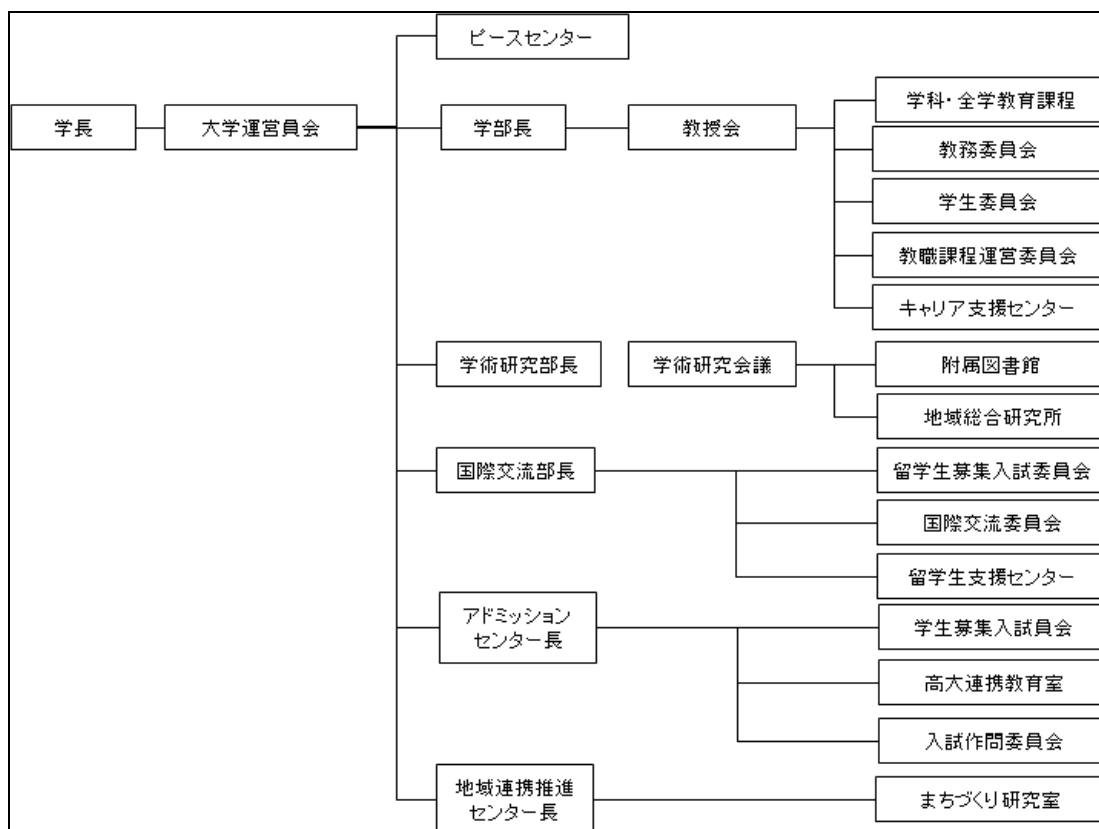 ピースセンター
学長
大学運営員会
学部長
教授会
学科・全学教育課程
教務委員会
学生委員会
教職課程運営委員会
キャリア支援センター
学術研究部長
学術研究会議
附属図書館
地域総合研究所
国際交流部長
留学生募集入試委員会
国際交流委員会
留学生支援センター
アドミッション
センター長
学生募集入試員会
高大連携教育室
入試作問委員会
地域連携推進
センター長
まちづくり研究室